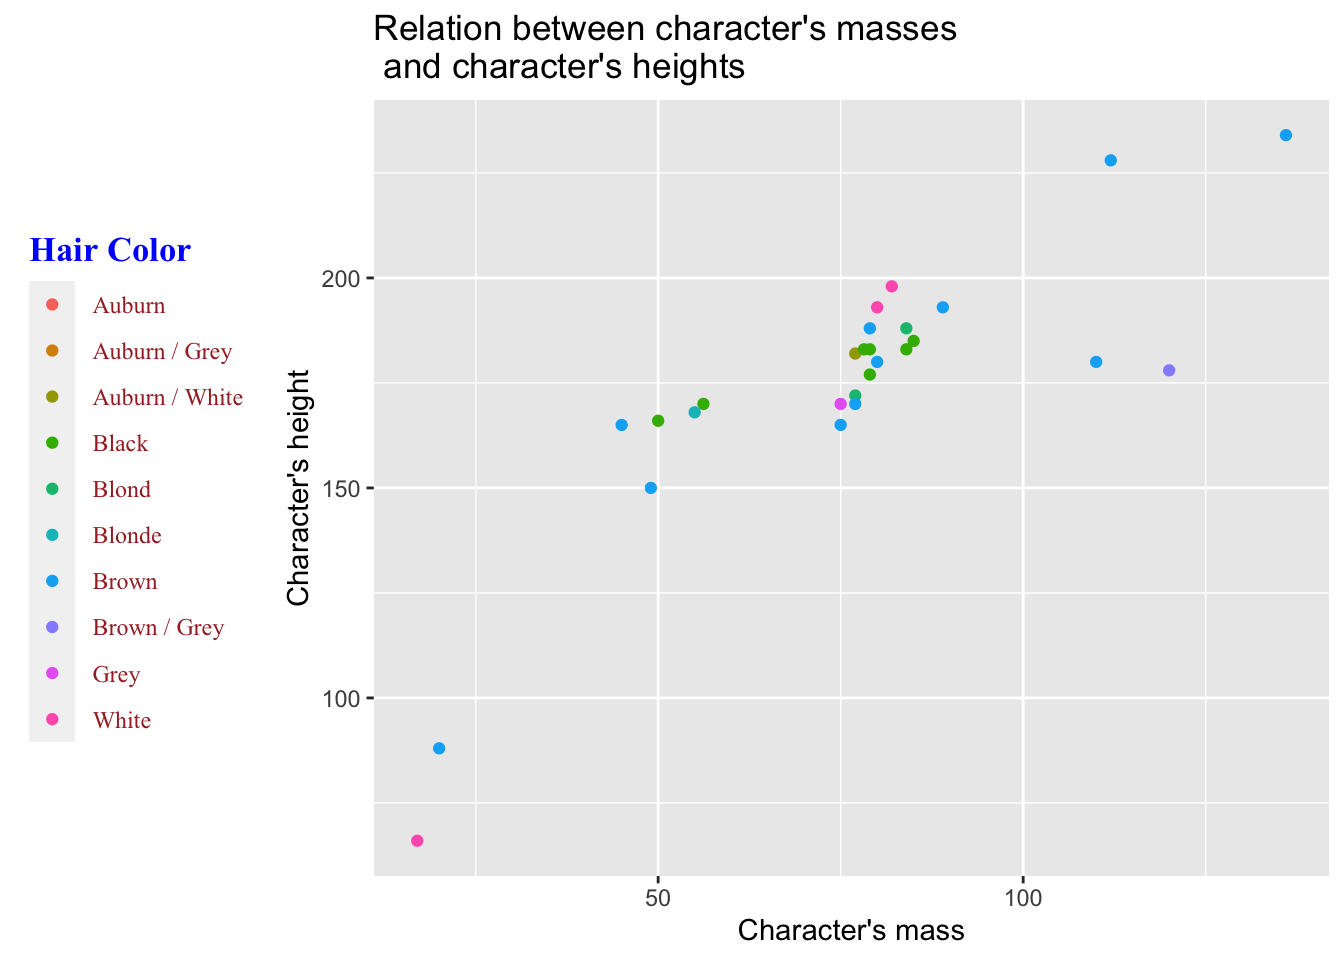 Relation between character's masses
and character's heights
Hair Color
Auburn
Auburn / Grey
Auburn / White
Black
Blond
Blonde
Brown
Brown / Grey
Grey
White
Character's height
200
150
100
50
100
Character's mass